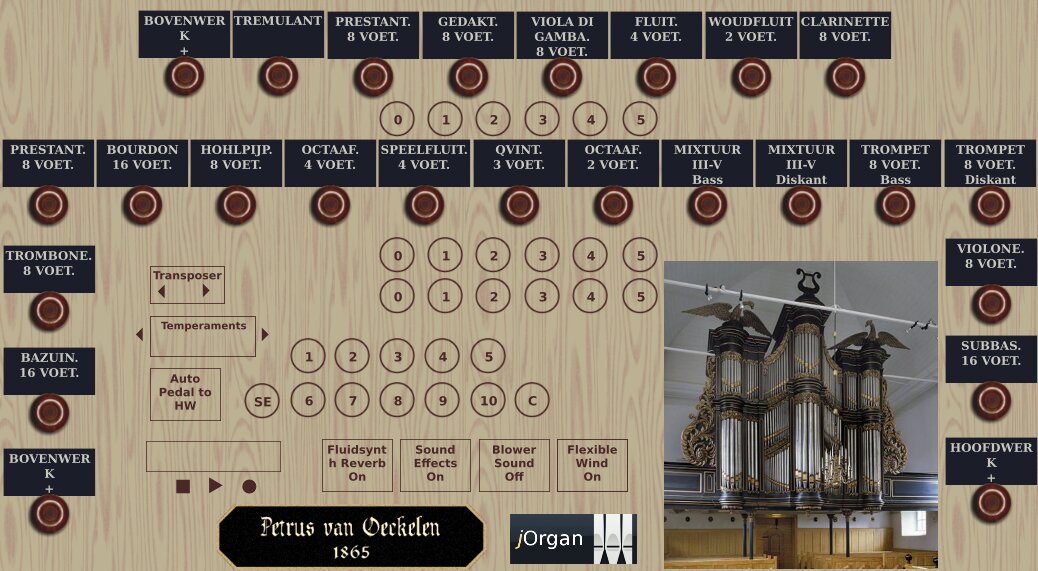 BOVENWER
K
+
TREMULANT
PRESTANT.
8 VOET.
GEDAKT.
8 VOET.
VIOLA DI
GAMBA.
8 VOET.
FLUIT.
4 VOET.
WOUDFLUIT
2 VOET.
CLARINETTE
8 VOET.
0 1 2 3 4 5
PRESTANT.
8 VOET.
BOURDON
16 VOET.
HOHLPIJP.
8 VOET.
OCTAAF.
4 VOET.
SPEELFLUIT.
4 VOET.
QVINT.
3 VOET.
OCTAAF.
2 VOET.
MIXTUUR
III-V
Bass
MIXTUUR
III-V
Diskant
TROMPET
8 VOET.
Bass
TROMPET
8 VOET.
Diskant
TROMBONE.
8 VOET.
BAZUIN.
16 VOET.
BOVENWER
K
+
Transposer
Temperaments
Auto
Pedal to
HW
0 1 2 3 4 5
0 1 2 3 4 5
1 2 3 4 5
SE 6 7 8 9 10 C
Fluidsynt
h Reverb
On
Sound
Effects
On
Blower
Sound
Off
Flexible
Wind
On
VIOLONE.
8 VOET.
SUBBAS.
16 VOET.
HOOFDWER
K
+
Petrus van Oeckelen
1865
jOrgan